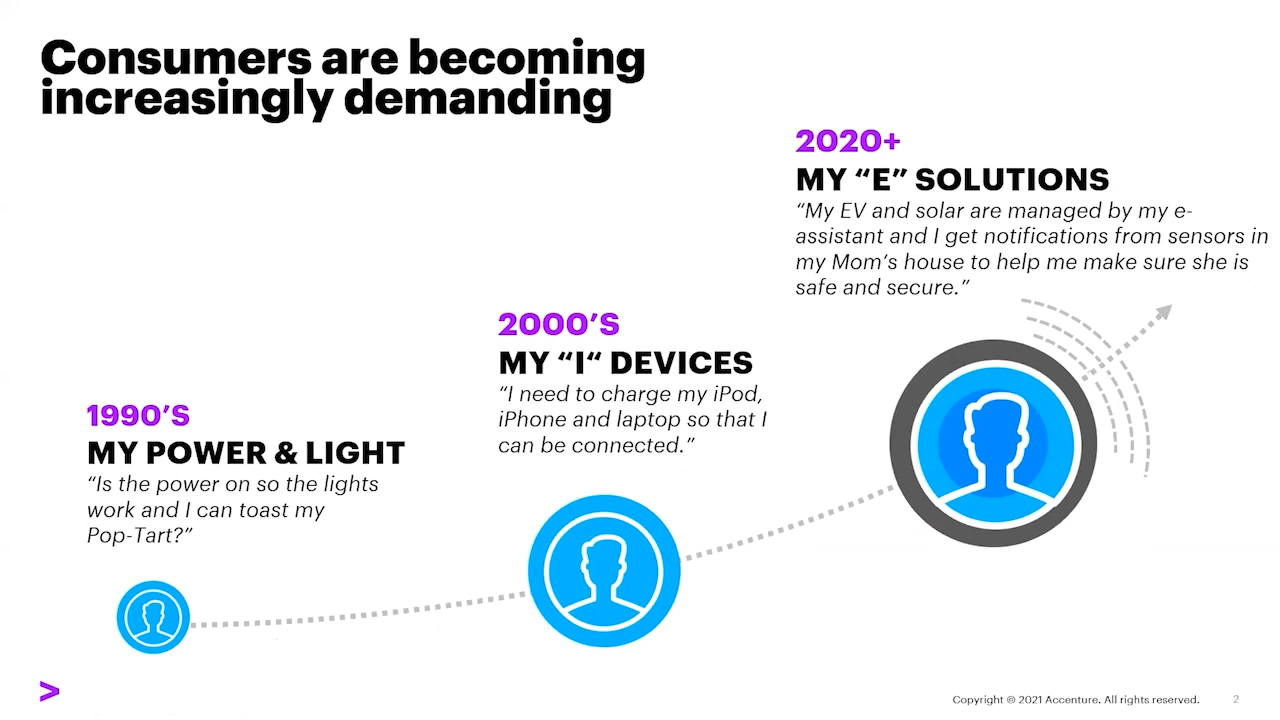 Consumers are becoming
increasingly demanding
2020+
MY “E” SOLUTIONS
“My EV and solar are managed by my e-
assistant and I get notifications from sensors in
my Mom’s house to help me make sure she is
safe and secure.”
2000’S
MY “I“ DEVICES
“I need to charge my iPod,
iPhone and laptop so that I
can be connected.”
1990’S
MY POWER & LIGHT
“Is the power on so the lights
work and I can toast my
Pop-Tart?”
>
Copyright © 2021 Accenture. All rights reserved.
2